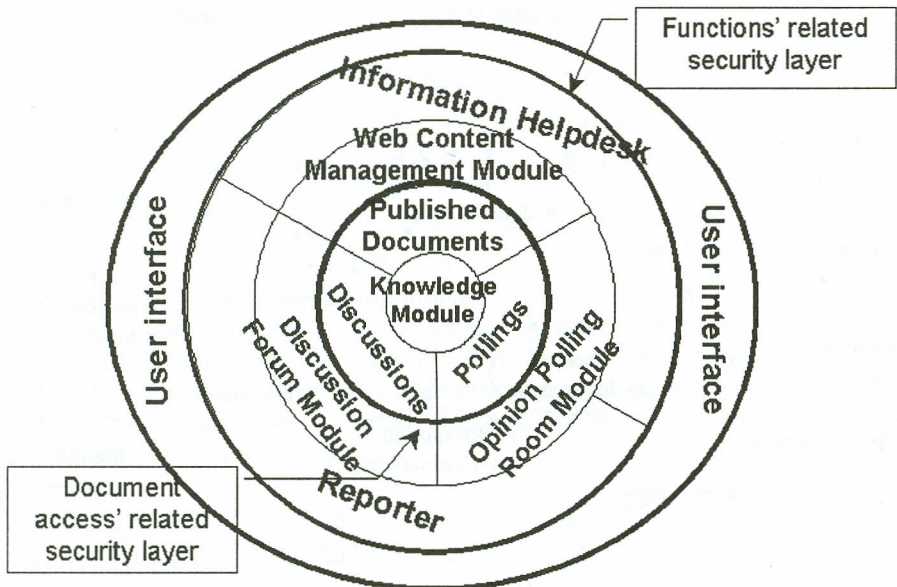 Functions' related
security layer
Information Helpdesk
Web Content
Management Module
Published
Documents
Knowledge
Module
User interface
User interface
Discussions
Pollings
Discussion
Forum Module
Opinion Polling
Room Module
Reporter
Document
access' related
security layer